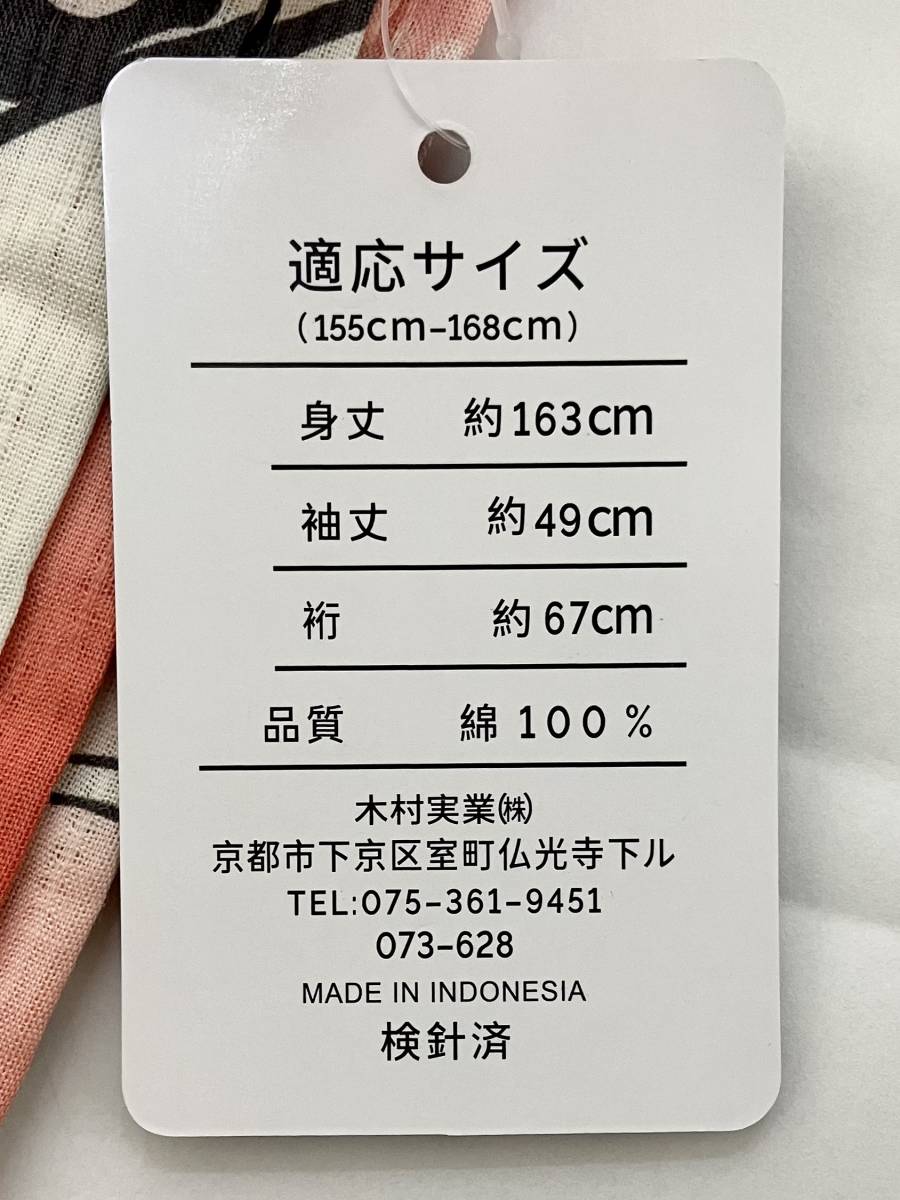 適応サイズ
(155cm-168cm)
身丈 約163cm
袖丈 約49cm
裄 約67cm
品質 綿 100%
木村実業㈱
京都市下京区室町仏光寺下ル
TEL:075-361-9451
073-628
MADE IN INDONESIA
検針済